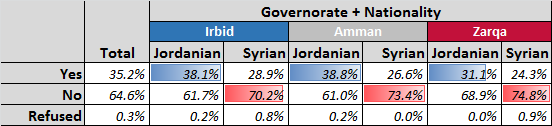 Governorate + Nationality
Irbid Amman Zarqa
Total Jordanian Syrian Jordanian Syrian Jordanian Syrian
Yes 35.2% 38.1% 28.9% 38.8% 26.6% 31.1% 24.3%
No 64.6% 61.7% 70.2% 61.0% 73.4% 68.9% 74.8%
Refused 0.3% 0.2% 0.8% 0.2% 0.0% 0.0% 0.9%